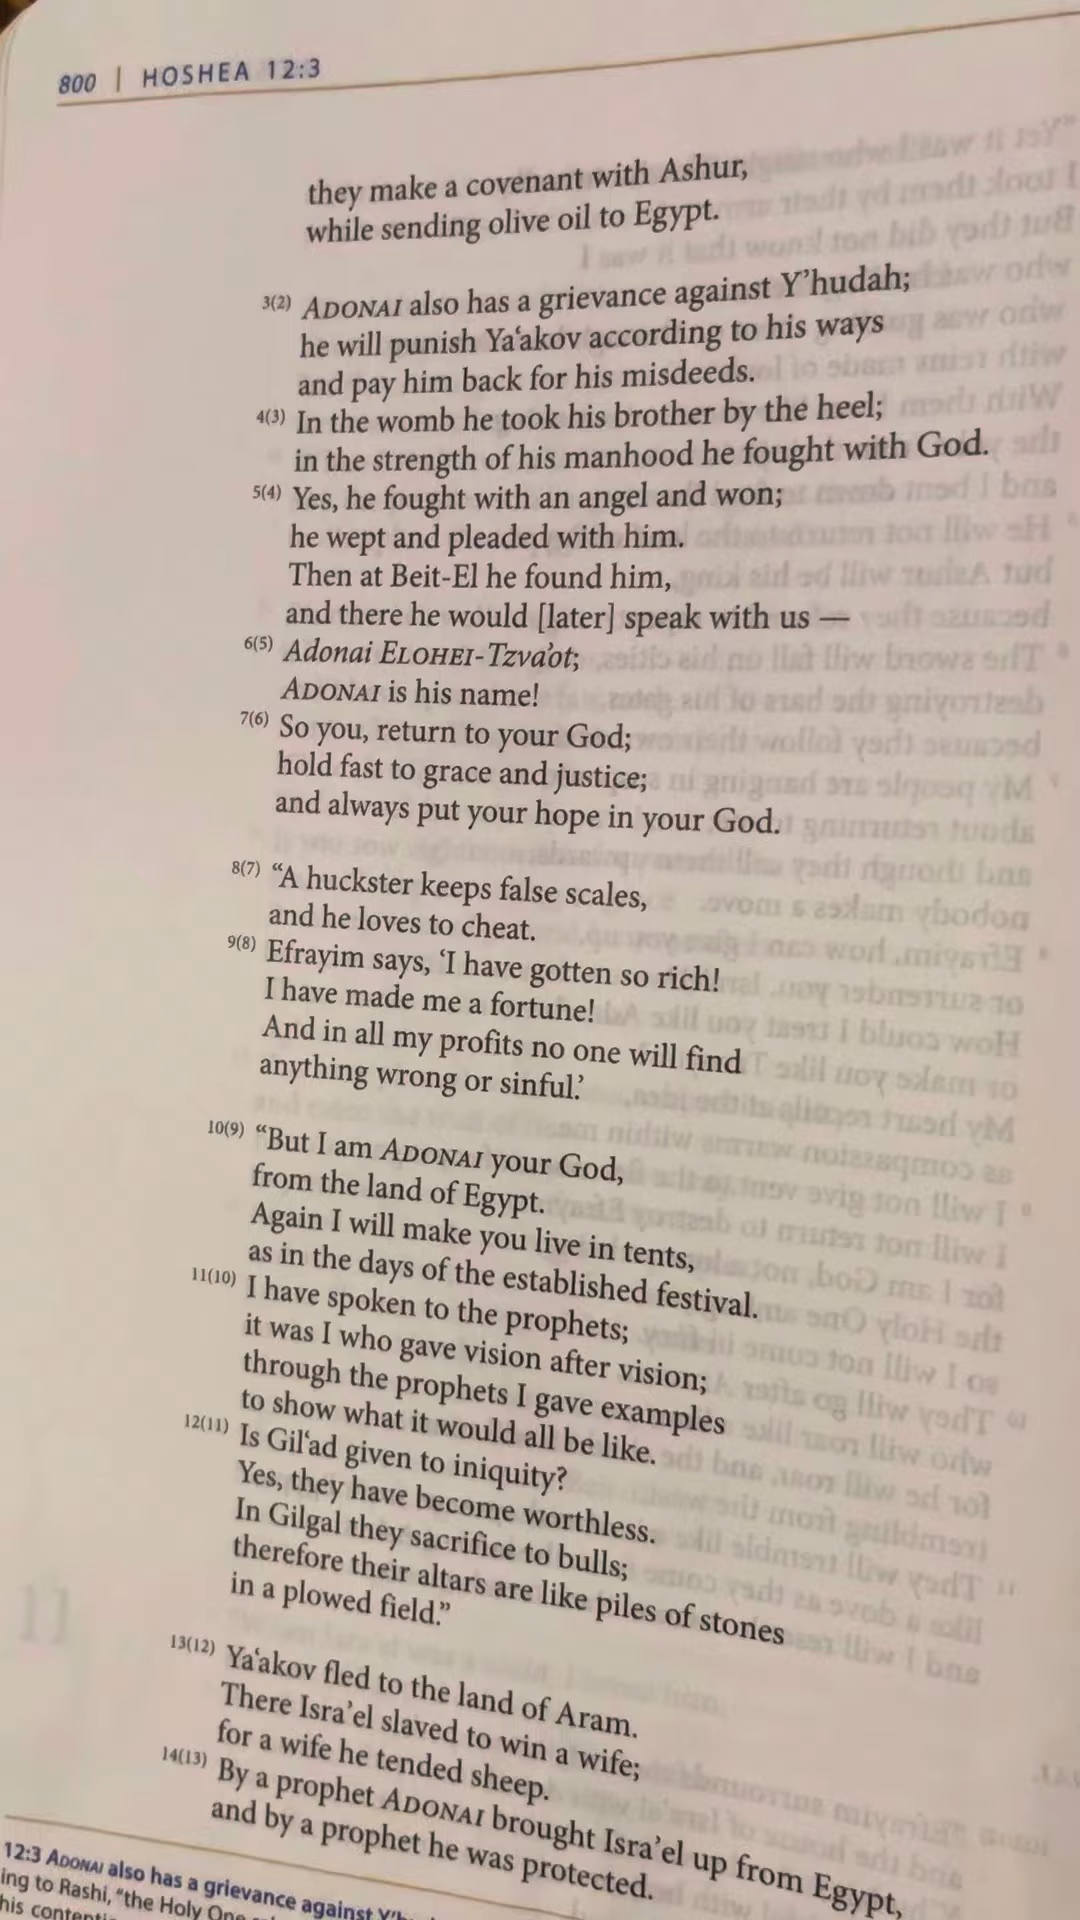 800 | HOSHEA 12:3
they make a covenant with Ashur,
while sending olive oil to Egypt.
3(2) ADONAI also has a grievance against Y’hudah;
he will punish Ya‘akov according to his ways
and pay him back for his misdeeds.
4(3) In the womb he took his brother by the heel;
in the strength of his manhood he fought with God.
5(4) Yes, he fought with an angel and won;
he wept and pleaded with him.
Then at Beit-El he found him,
and there he would [later] speak with us —
6(5) Adonai ELOHEI-Tzva’ot;
ADONAI is his name!
7(6) So you, return to your God;
hold fast to grace and justice;
and always put your hope in your God.
8(7) “A huckster keeps false scales,
and he loves to cheat.
9(8) Efrayim says, ‘I have gotten so rich!
I have made me a fortune!
And in all my profits no one will find
anything wrong or sinful.’
10(9) “But I am ADONAI your God,
from the land of Egypt.
Again I will make you live in tents,
as in the days of the established festival.
11(10) I have spoken to the prophets;
it was I who gave vision after vision;
through the prophets I gave examples
to show what it would all be like.
12(11) Is Gil‘ad given to iniquity?
Yes, they have become worthless.
In Gilgal they sacrifice to bulls;
therefore their altars are like piles of stones
in a plowed field.”
13(12) Ya‘akov fled to the land of Aram.
There Isra’el slaved to win a wife;
for a wife he tended sheep.
14(13) By a prophet ADONAI brought Isra’el up from Egypt,
and by a prophet he was protected.
12:3 ADONAI also has a grievance against
ing to Rashi, “the Holy One
his